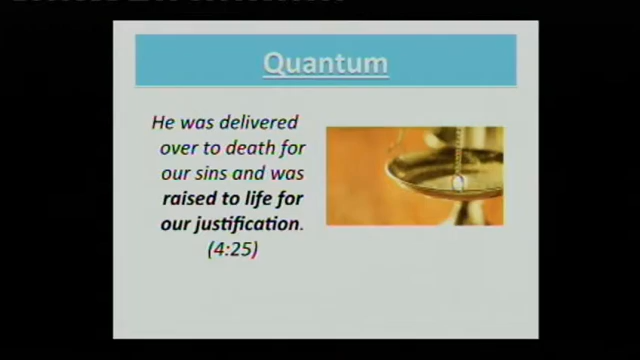 Quantum
He was delivered
over to death for
our sins and was
raised to life for
our justification.
(4:25)